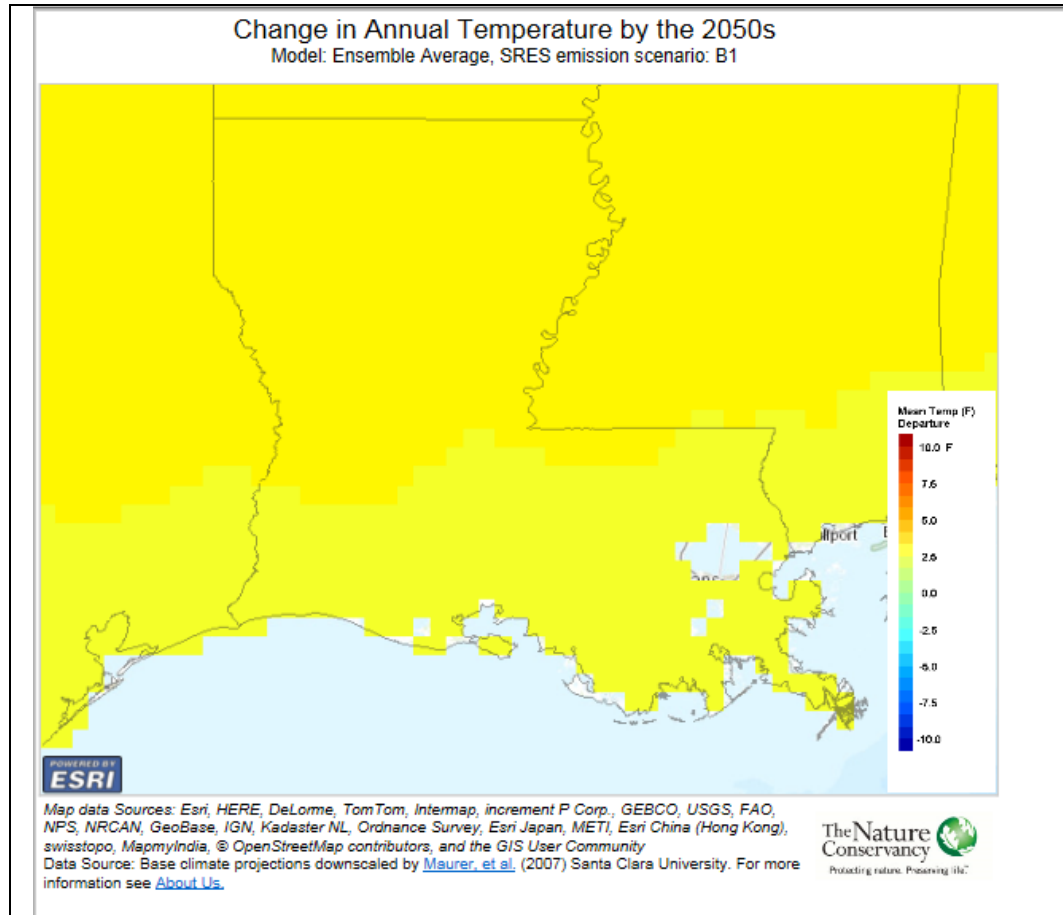 Change in Annual Temperature by the 2050s
Model: Ensemble Average, SRES emission scenario: B1
Mean Temp (F)
Departure
10.0 F
7.5
5.0
2.5
0.0
-2.5
-5.0
-7.5
-10.0
POWERED BY
ESRI
Map data Sources: Esri, HERE, DeLorme, TomTom, Intermap, increment P Corp., GEBCO, USGS, FAO,
NPS, NRCAN, GeoBase, IGN, Kadaster NL, Ordnance Survey, Esri Japan, METI, Esri China (Hong Kong),
swisstopo, MapmyIndia, © OpenStreetMap contributors, and the GIS User Community
Data Source: Base climate projections downscaled by Maurer, et al. (2007) Santa Clara University. For more
information see About Us.
The Nature
Conservancy
Protecting nature. Preserving life.™